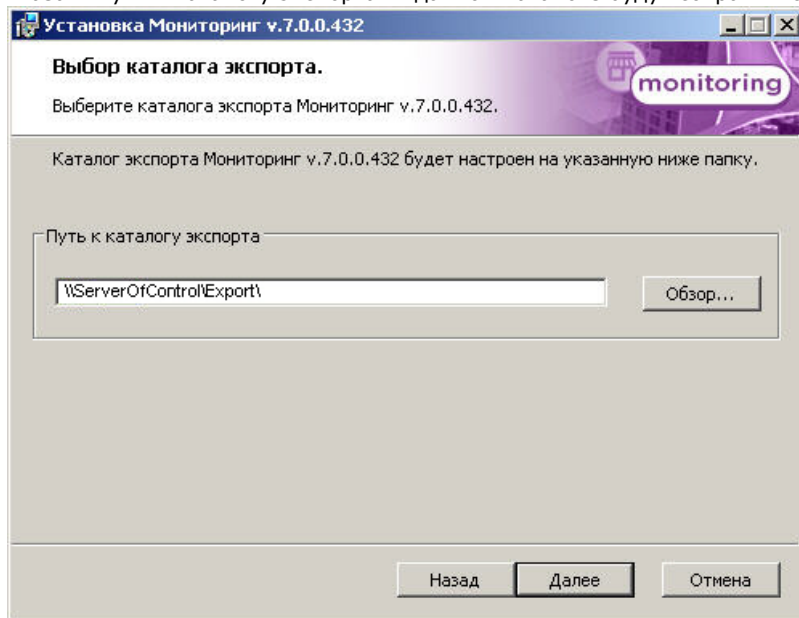 Установка Мониторинг v.7.0.0.432
Выбор каталога экспорта.
Выберите каталога экспорта Мониторинг v.7.0.0.432.
monitoring
Каталог экспорта Мониторинг v.7.0.0.432 будет настроен на указанную ниже папку.
Путь к каталогу экспорта
\\ServerOfControl\Export\
Обзор...
Назад
Далее
Отмена